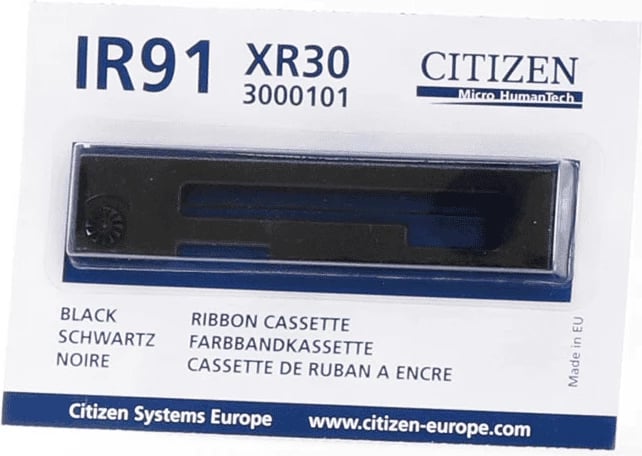 IR91 XR30
3000101
CITIZEN
Micro HumanTech
BLACK
SCHWARTZ
NOIRE
RIBBON CASSETTE
FARBBANDKASSETTE
CASSETTE DE RUBAN A ENCRE
Made in EU
Citizen Systems Europe www.citizen-europe.com